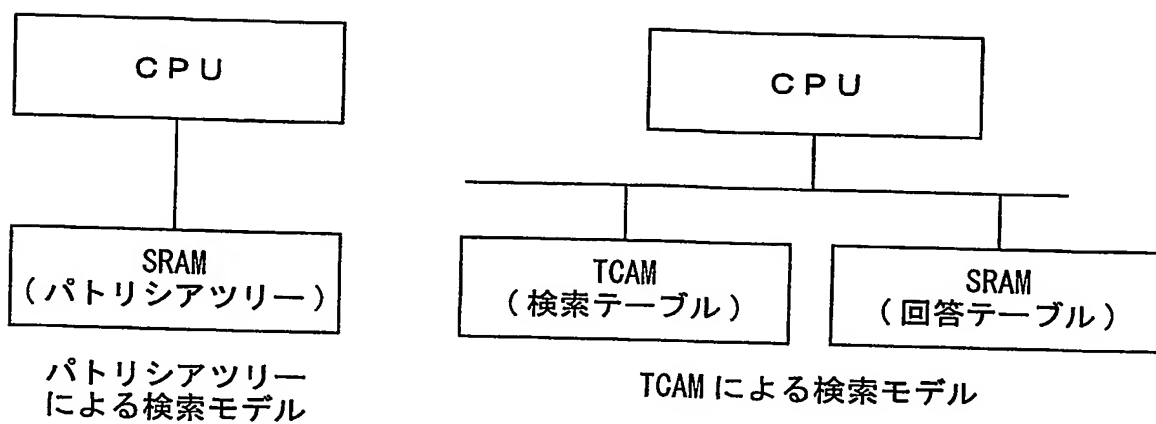 CPU
SRAM
(パトリシアツリー)
パトリシアツリー
による検索モデル
CPU
TCAM
(検索テーブル)
SRAM
(回答テーブル)
TCAMによる検索モデル